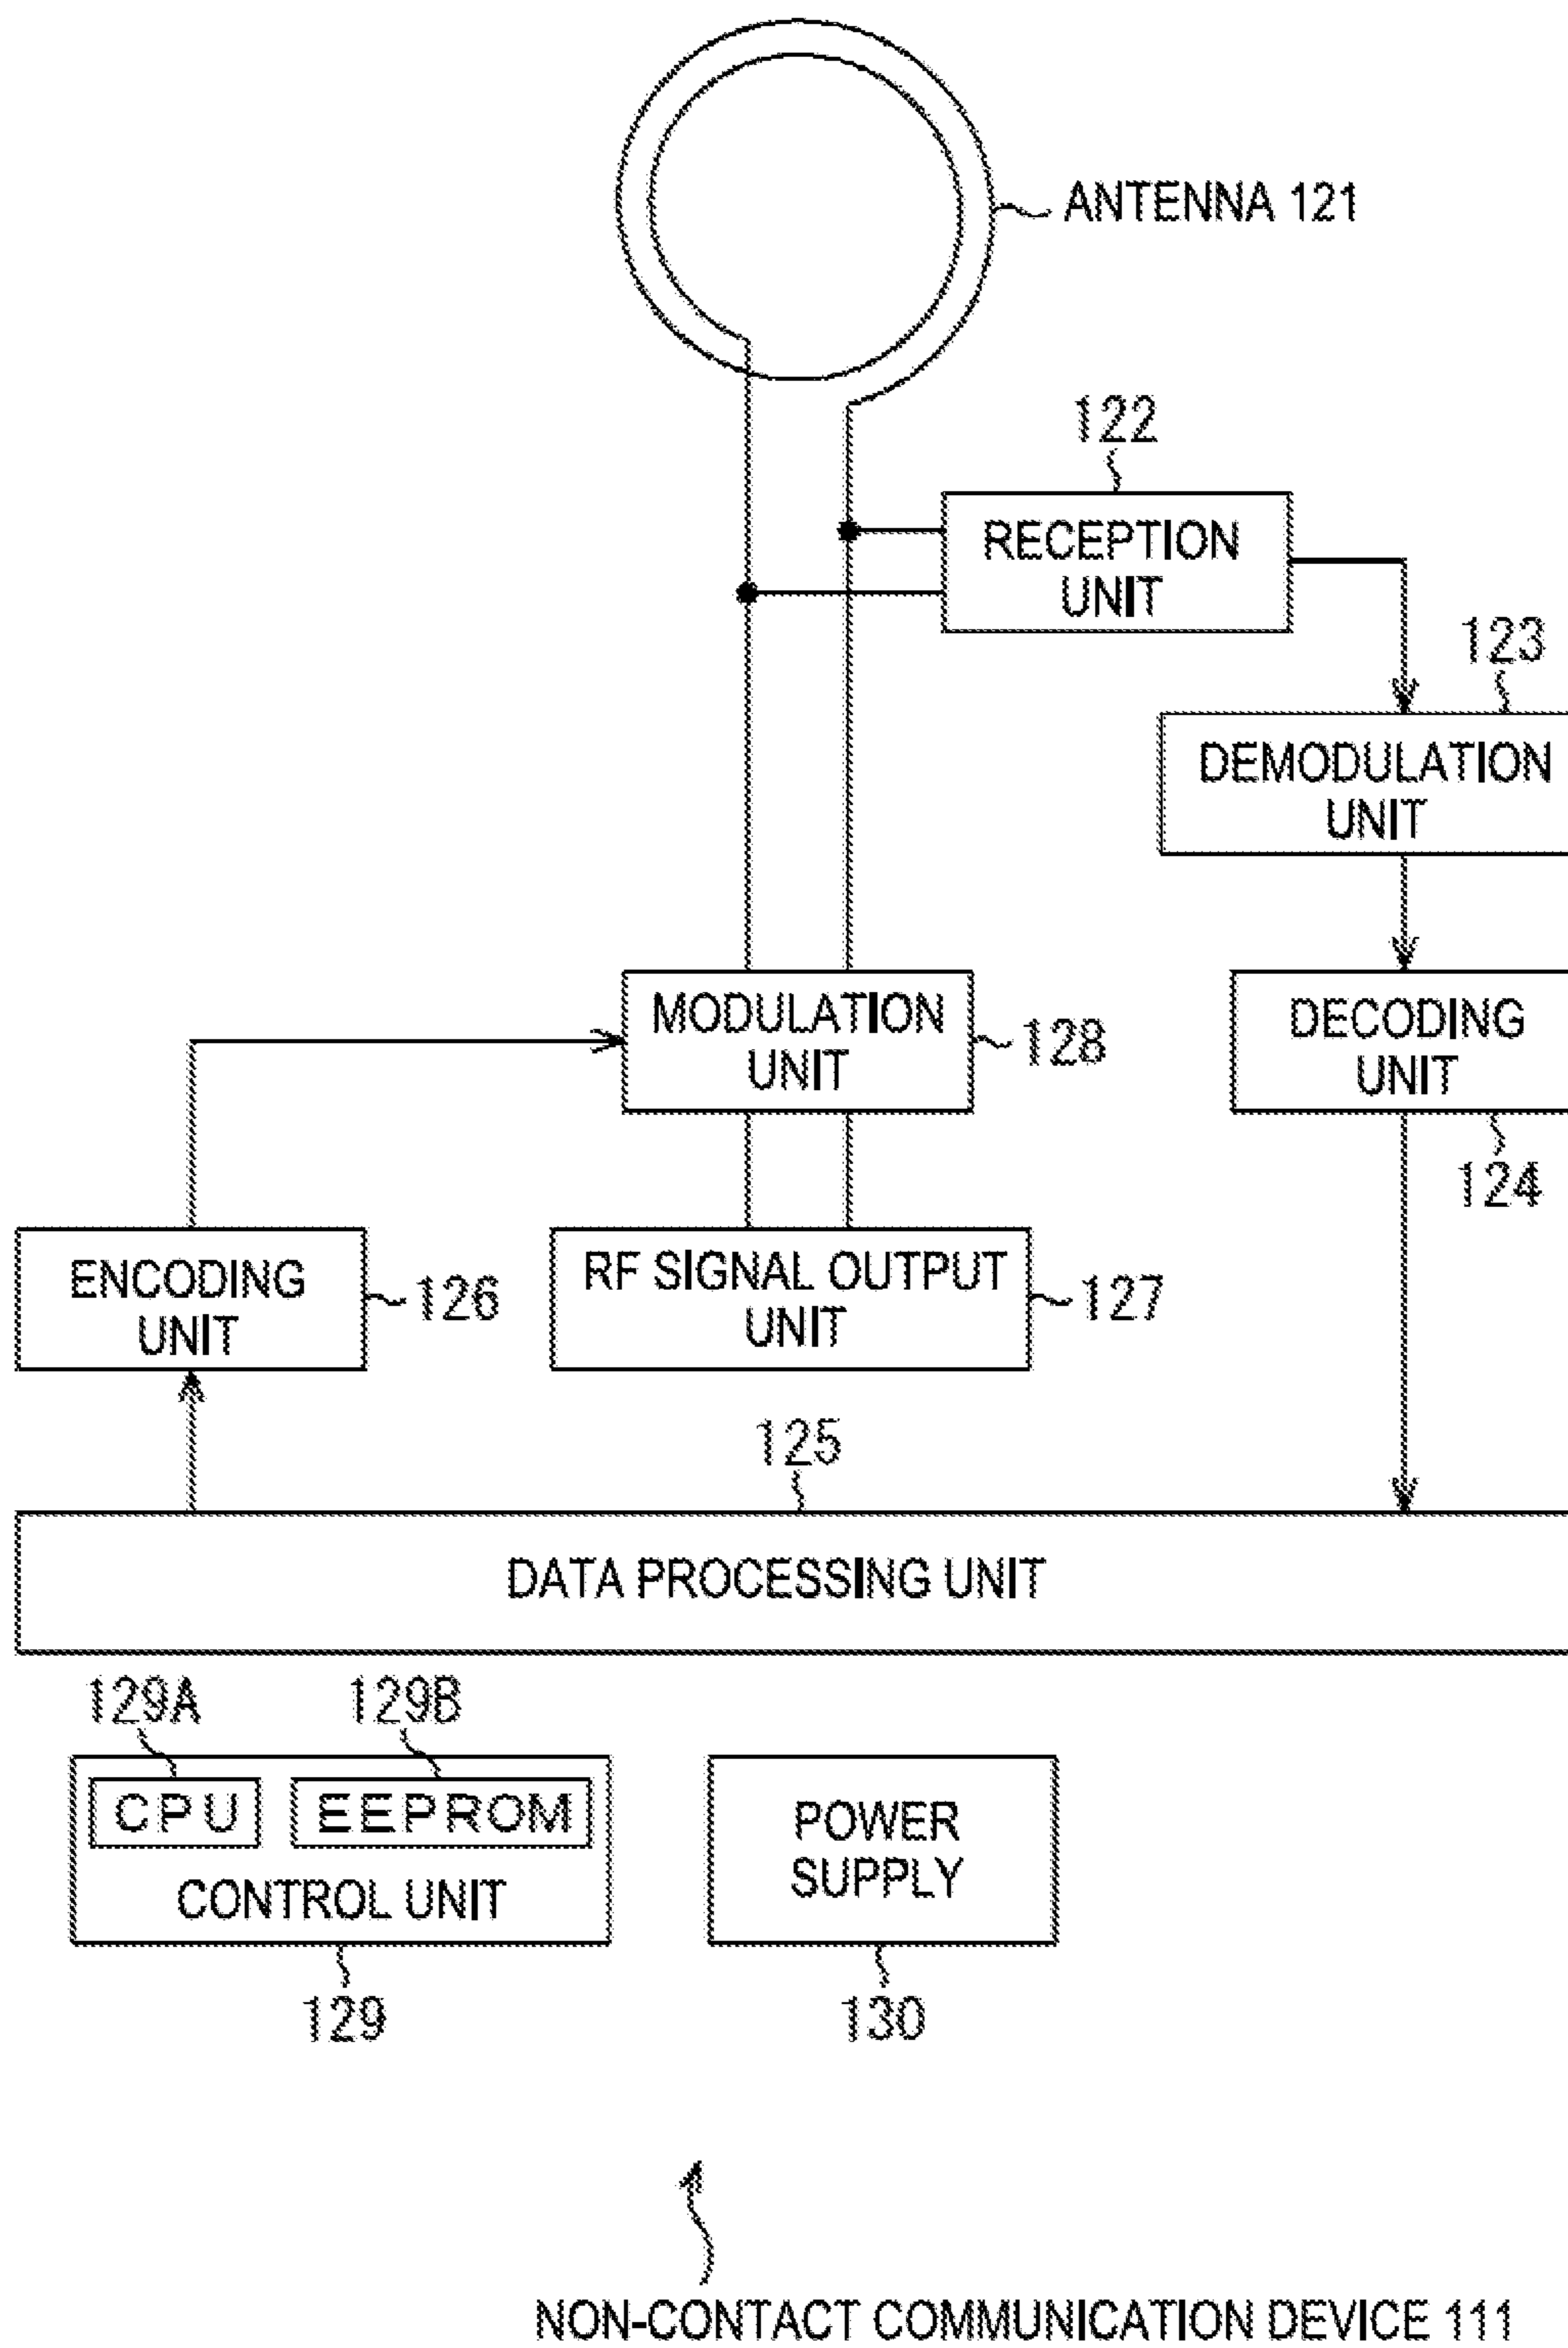 ANTENNA 121
122
RECEPTION
UNIT
123
DEMODULATION
UNIT
MODULATION
UNIT
128
DECODING
UNIT
124
ENCODING
UNIT
126
RF SIGNAL OUTPUT
UNIT
127
125
DATA PROCESSING UNIT
129A
129B
CPU
EEPROM
CONTROL UNIT
129
POWER
SUPPLY
130
NON-CONTACT COMMUNICATION DEVICE 111